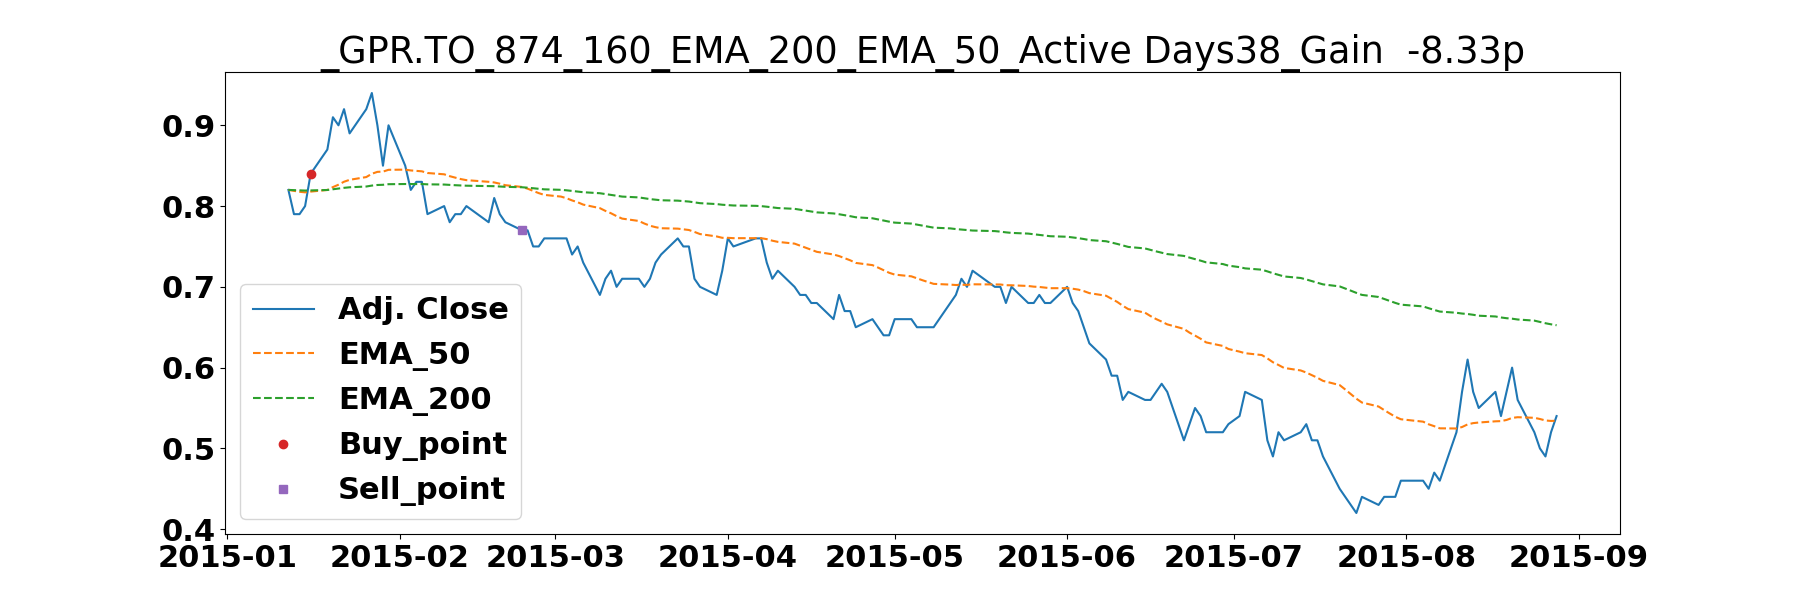 _GPR.TO_874_160_EMA_200_EMA_50_Active Days38_Gain  -8.33p
0.9
0.8
0.7
0.6
0.5
0.4
Adj. Close
EMA_50
EMA_200
Buy_point
Sell_point
2015-01 2015-02 2015-03 2015-04 2015-05 2015-06 2015-07 2015-08 2015-09